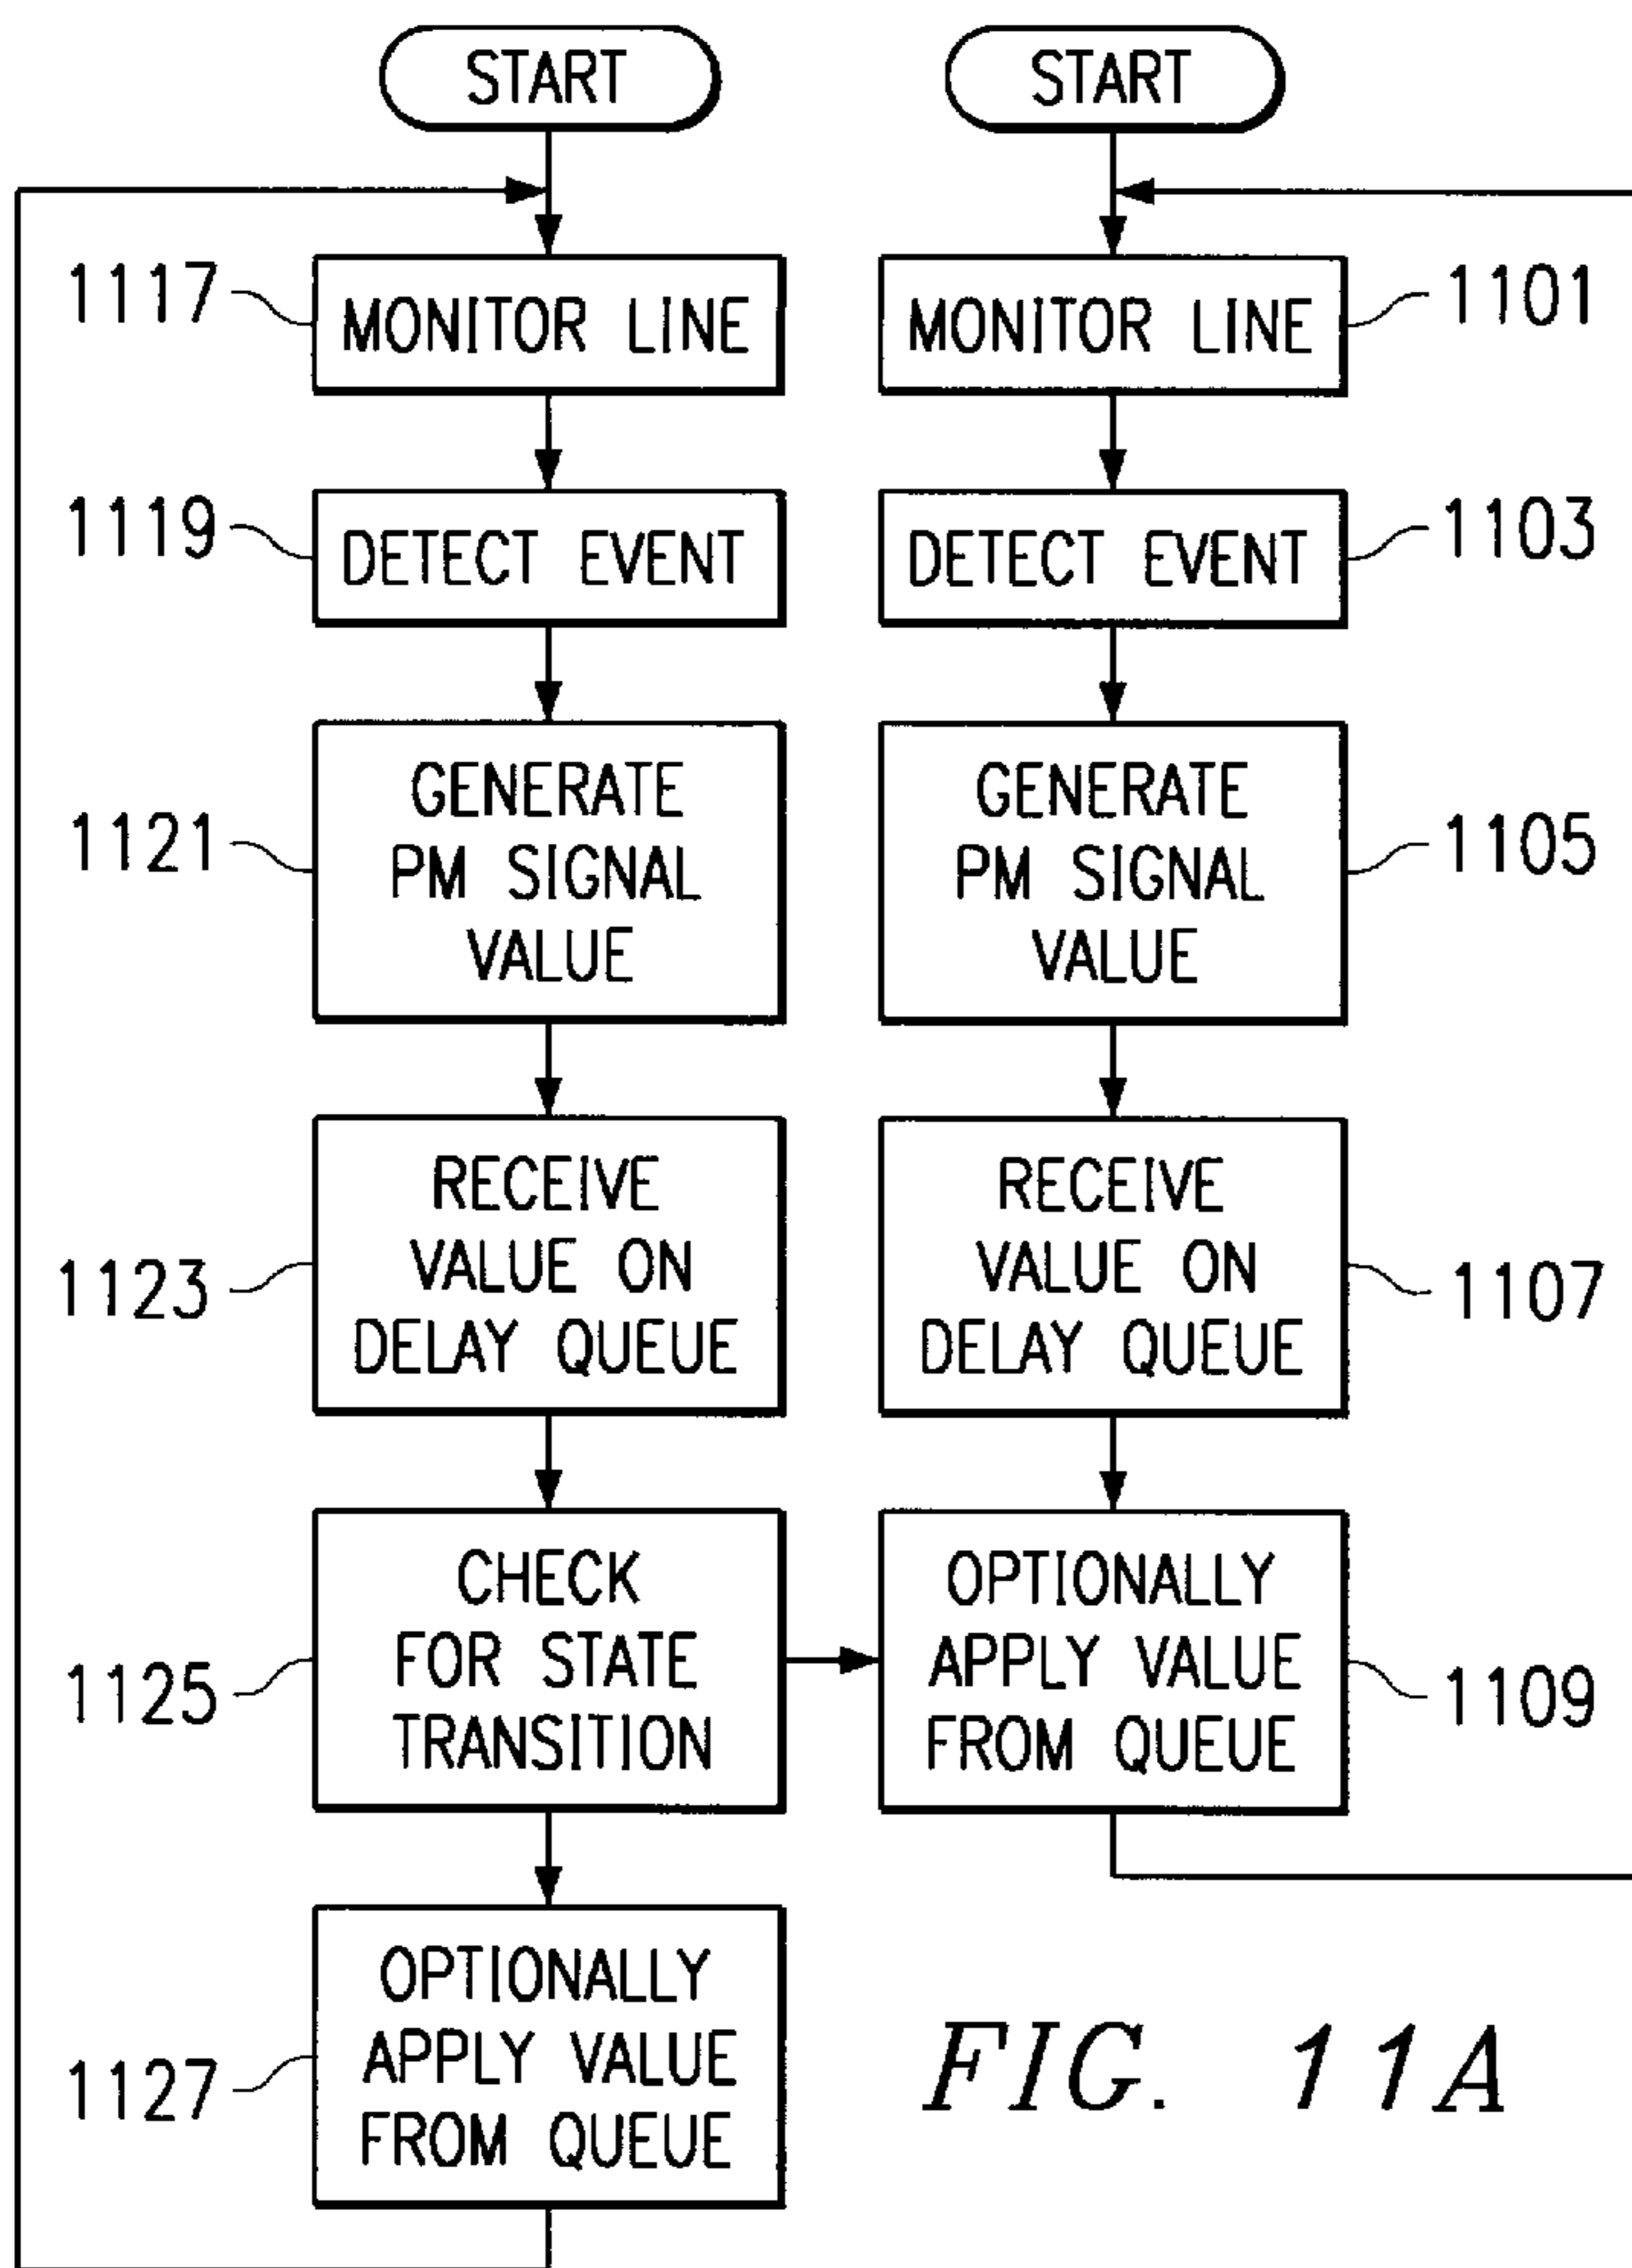 START
1117
MONITOR LINE
1119
DETECT EVENT
1121
GENERATE
PM SIGNAL
VALUE
1123
RECEIVE
VALUE ON
DELAY QUEUE
1125
CHECK
FOR STATE
TRANSITION
1127
OPTIONALLY
APPLY VALUE
FROM QUEUE
START
MONITOR LINE
1101
DETECT EVENT
1103
GENERATE
PM SIGNAL
VALUE
1105
RECEIVE
VALUE ON
DELAY QUEUE
1107
OPTIONALLY
APPLY VALUE
FROM QUEUE
1109
FIG. 11A